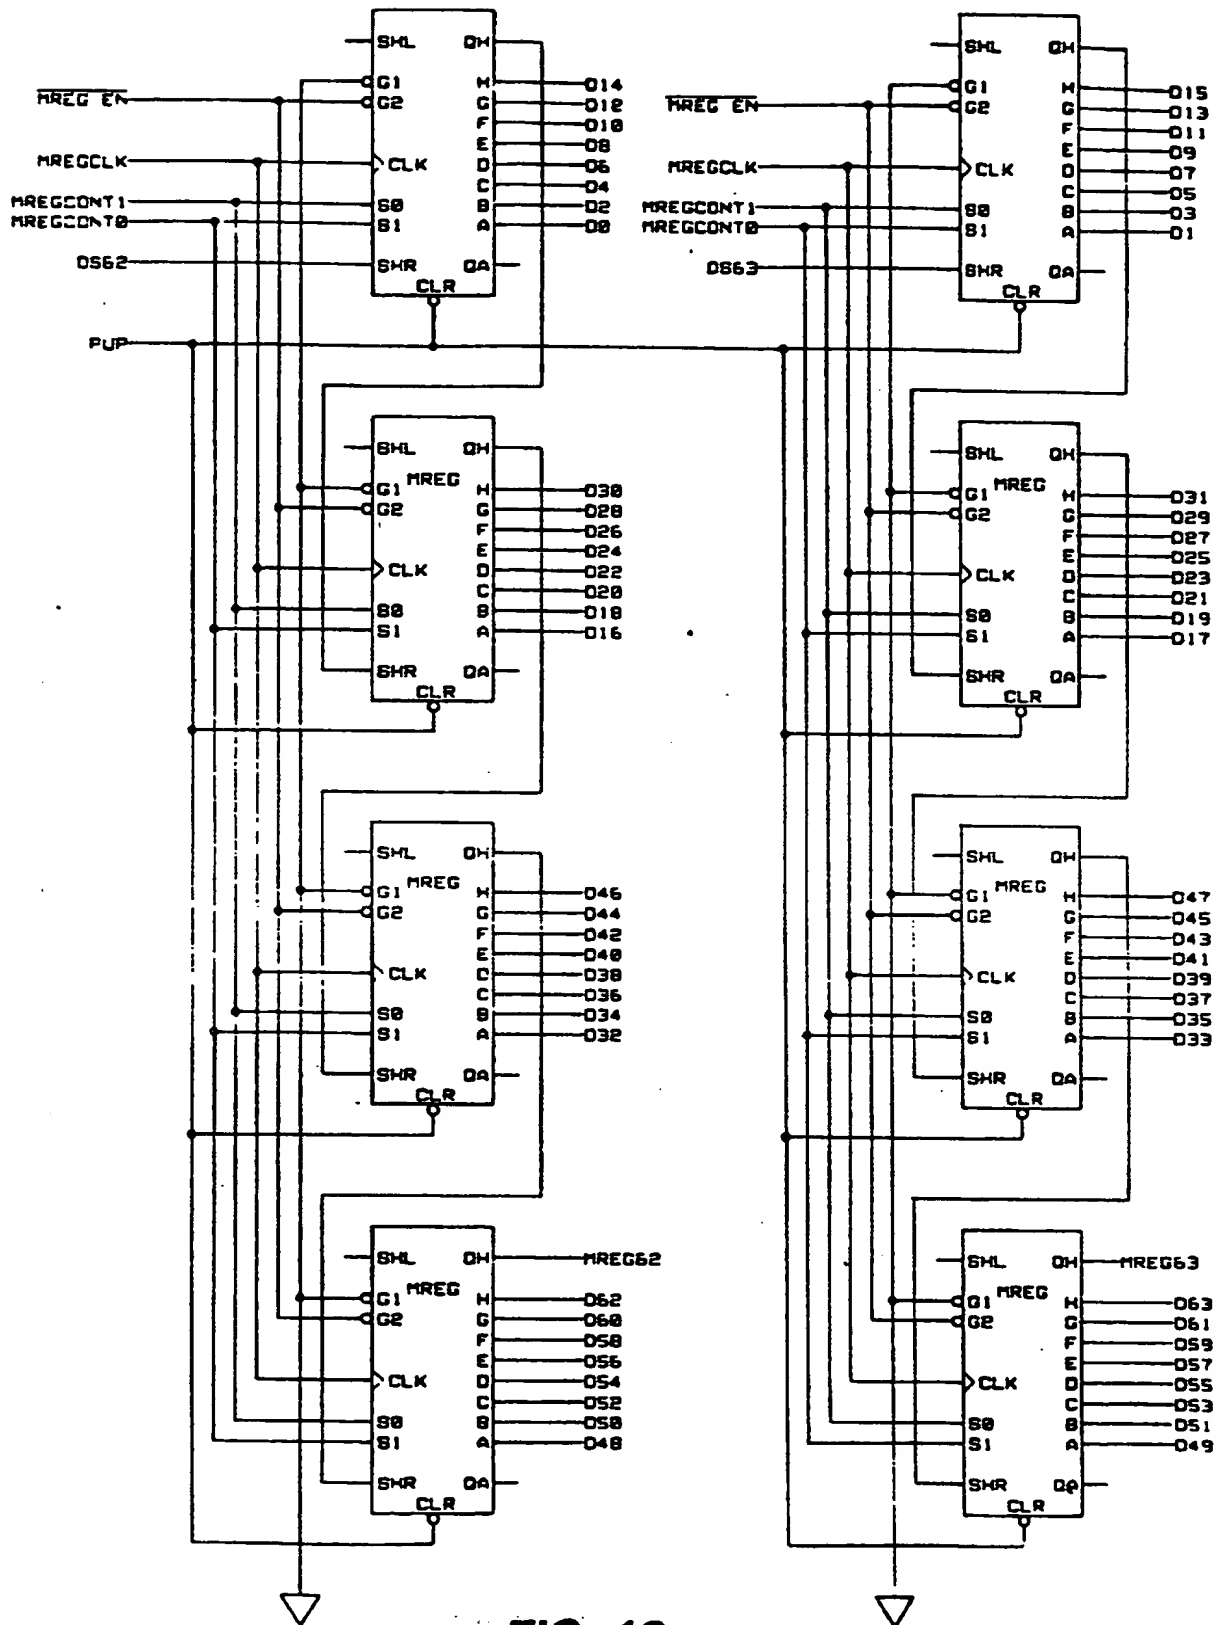 SHL QH
G1 H D14
MREG EN G2 G D12
F D10
E D8
MREGCLK CLK D D6
C D4
MREGCONT1 S0 B D2
MREGCONT0 S1 A D0
DS62 SHR QA
CLR
PUP
SHL QH
MREG
G1 H D30
G2 G D28
F D26
E D24
CLK D D22
C D20
S0 B D18
S1 A D16
SHR QA
CLR
SHL QH
MREG
G1 H D46
G2 G D44
F D42
E D40
CLK C D38
C D36
S0 B D34
S1 A D32
SHR QA
CLR
SHL QH MREG62
MREG
G1 H D62
G2 G D60
F D58
E D56
CLK D D54
C D52
S0 B D50
S1 A D48
SHR QA
CLR
SHL QH
G1 H D15
MREG EN G2 G D13
F D11
E D9
MREGCLK CLK D D7
C D5
MREGCONT1 S0 B D3
MREGCONT0 S1 A D1
DS63 SHR QA
CLR
SHL QH
MREG
G1 H D31
G2 G D29
F D27
E D25
CLK D D23
C D21
S0 B D19
S1 A D17
SHR QA
CLR
SHL QH
MREG
G1 H D47
G2 G D45
F D43
E D41
CLK D D39
C D37
S0 B D35
S1 A D33
SHR QA
CLR
SHL QH MREG63
MREG
G1 H D63
G2 G D61
F D59
E D57
CLK D D55
C D53
S0 B D51
S1 A D49
SHR QA
CLR